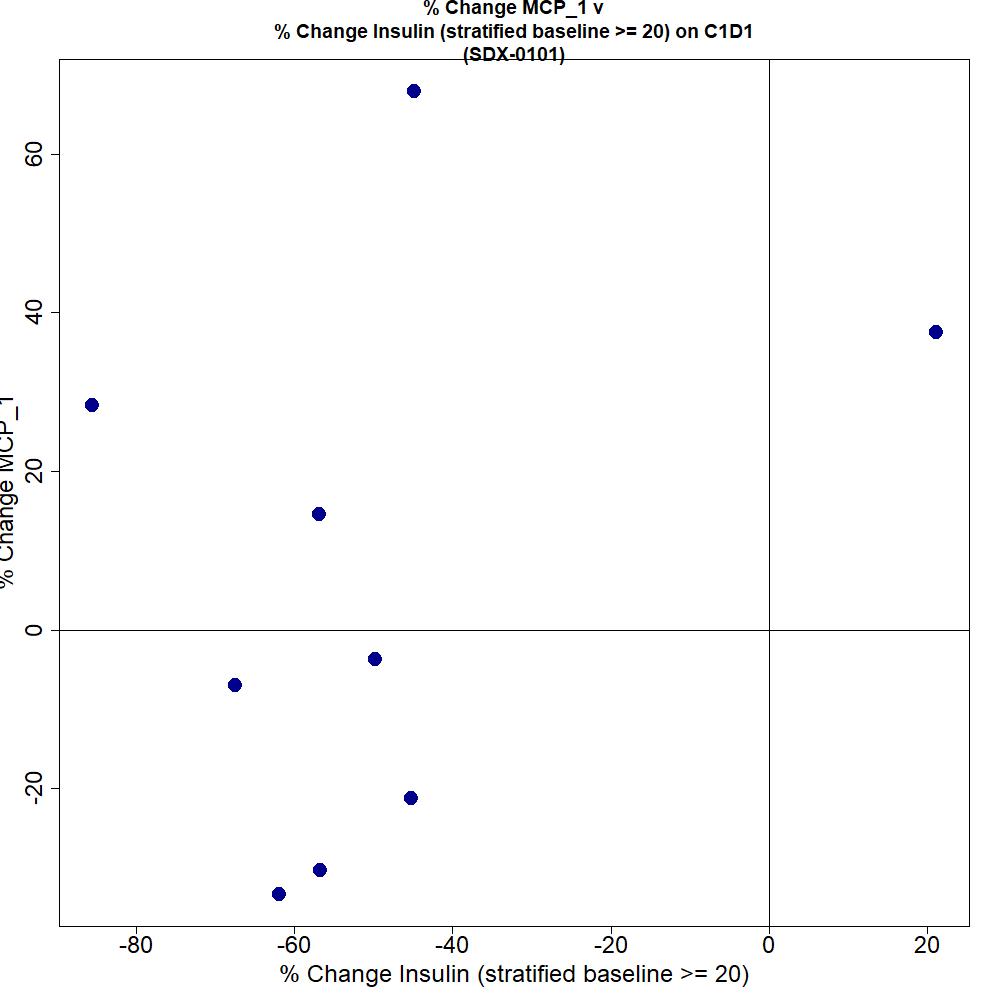 % Change MCP_1 v
% Change Insulin (stratified baseline >= 20) on C1D1
(SDX-0101)
% Change MCP_1
60
40
20
0
-20
-80
-60
-40
-20
0
20
% Change Insulin (stratified baseline >= 20)